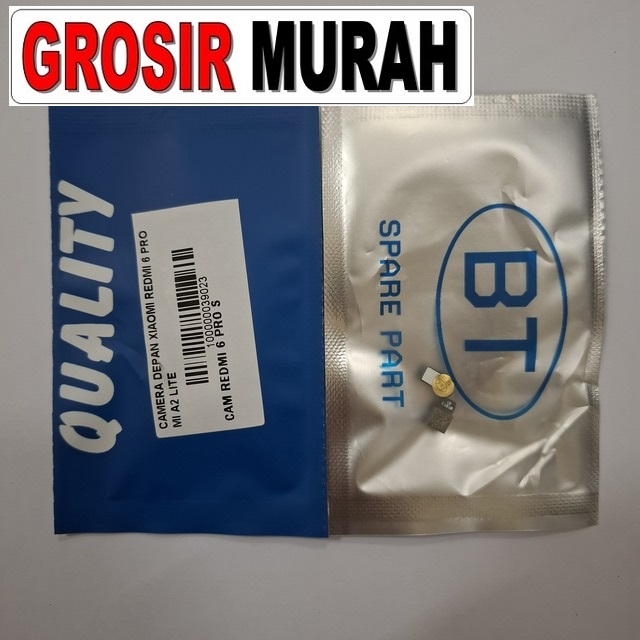 GROSIR MURAH
QUALITY
CAMERA DEPAN XIAOMI REDMI 6 PRO
MI A2 LITE
100000039023
CAM REDMI 6 PRO S
BT
SPARE PART